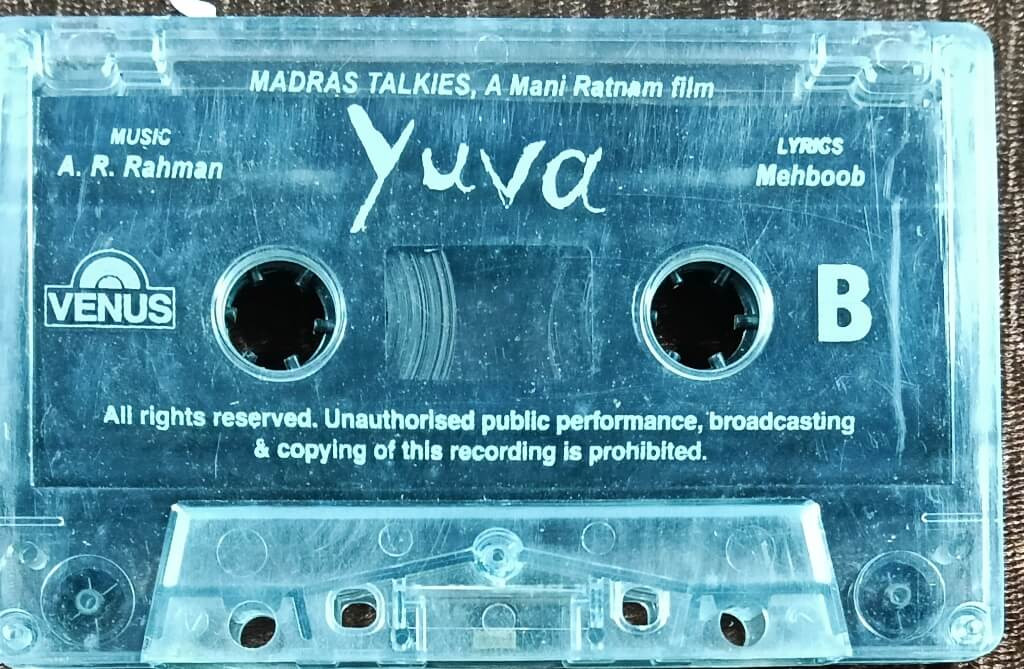 MADRAS TALKIES, A Mani Ratnam film
Yuva
MUSIC
A. R. Rahman
LYRICS
Mehboob
VENUS
B
All rights reserved. Unauthorised public performance, broadcasting
& copying of this recording is prohibited.